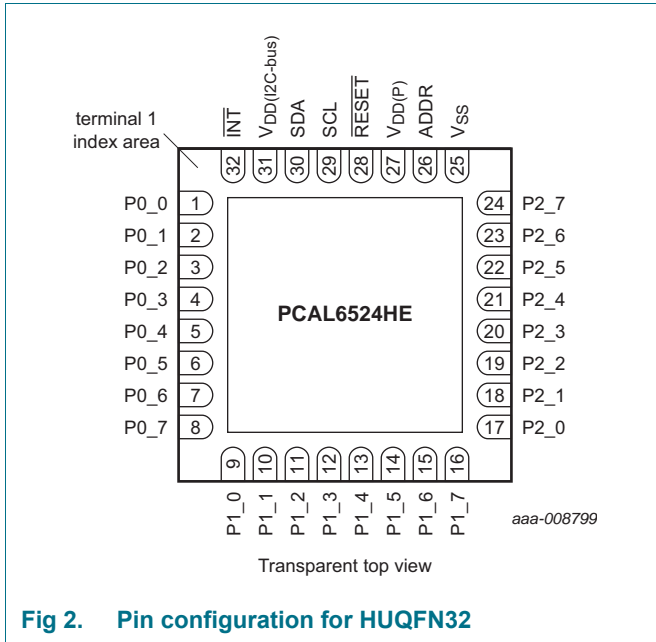 terminal 1
index area
INT
VDD(I2C-bus)
SDA
SCL
RESET
VDD(P)
ADDR
VSS
32 31 30 29 28 27 26 25
P0_0 1 24 P2_7
P0_1 2 23 P2_6
P0_2 3 22 P2_5
P0_3 4 21 P2_4
PCAL6524HE
P0_4 5 20 P2_3
P0_5 6 19 P2_2
P0_6 7 18 P2_1
P0_7 8 17 P2_0
9 10 11 12 13 14 15 16
P1_0
P1_1
P1_2
P1_3
P1_4
P1_5
P1_6
P1_7
aaa-008799
Transparent top view
Fig 2. Pin configuration for HUQFN32